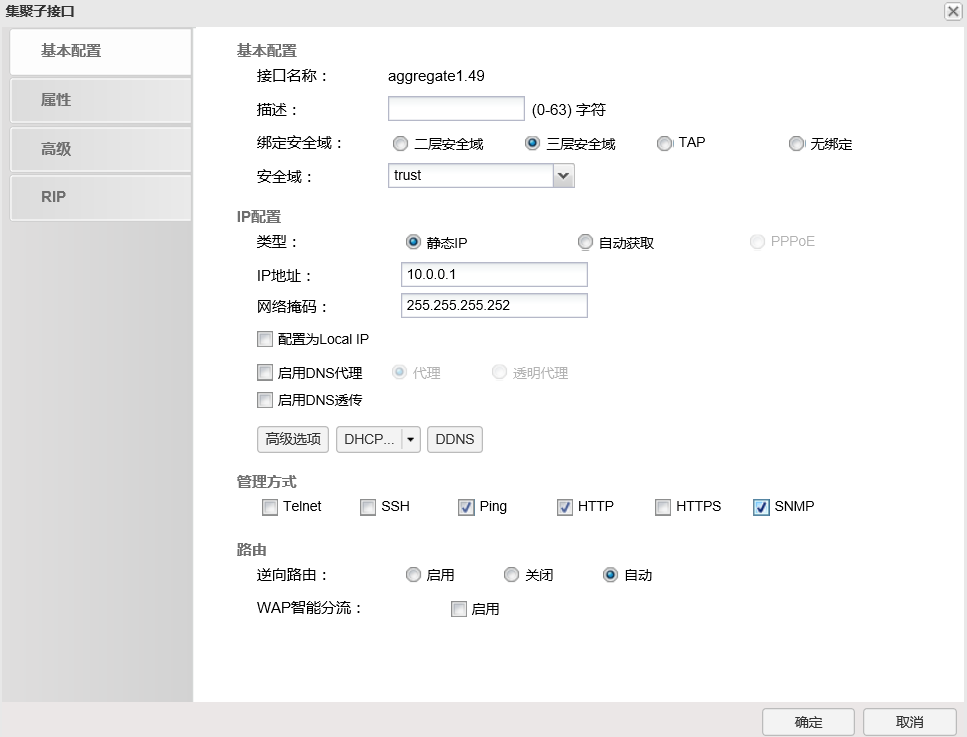 集聚子接口
基本配置
属性
高级
RIP
基本配置
接口名称： aggregate1.49
描述： (0-63) 字符
绑定安全域： 二层安全域 三层安全域 TAP 无绑定
安全域： trust
IP配置
类型： 静态IP 自动获取 PPPoE
IP地址： 10.0.0.1
网络掩码： 255.255.255.252
配置为Local IP
启用DNS代理 代理 透明代理
启用DNS透传
高级选项 DHCP... DDNS
管理方式
Telnet SSH Ping HTTP HTTPS SNMP
路由
逆向路由： 启用 关闭 自动
WAP智能分流： 启用
确定 取消